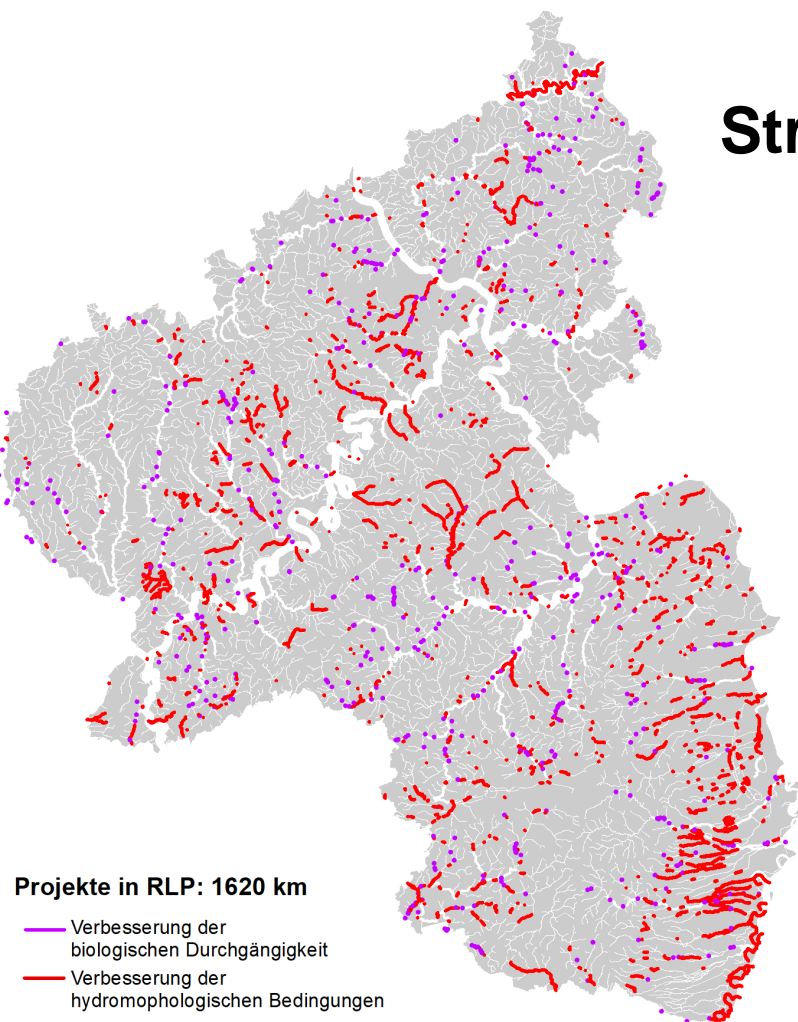 Str
Projekte in RLP: 1620 km
Verbesserung der
biologischen Durchgängigkeit
Verbesserung der
hydromophologischen Bedingungen